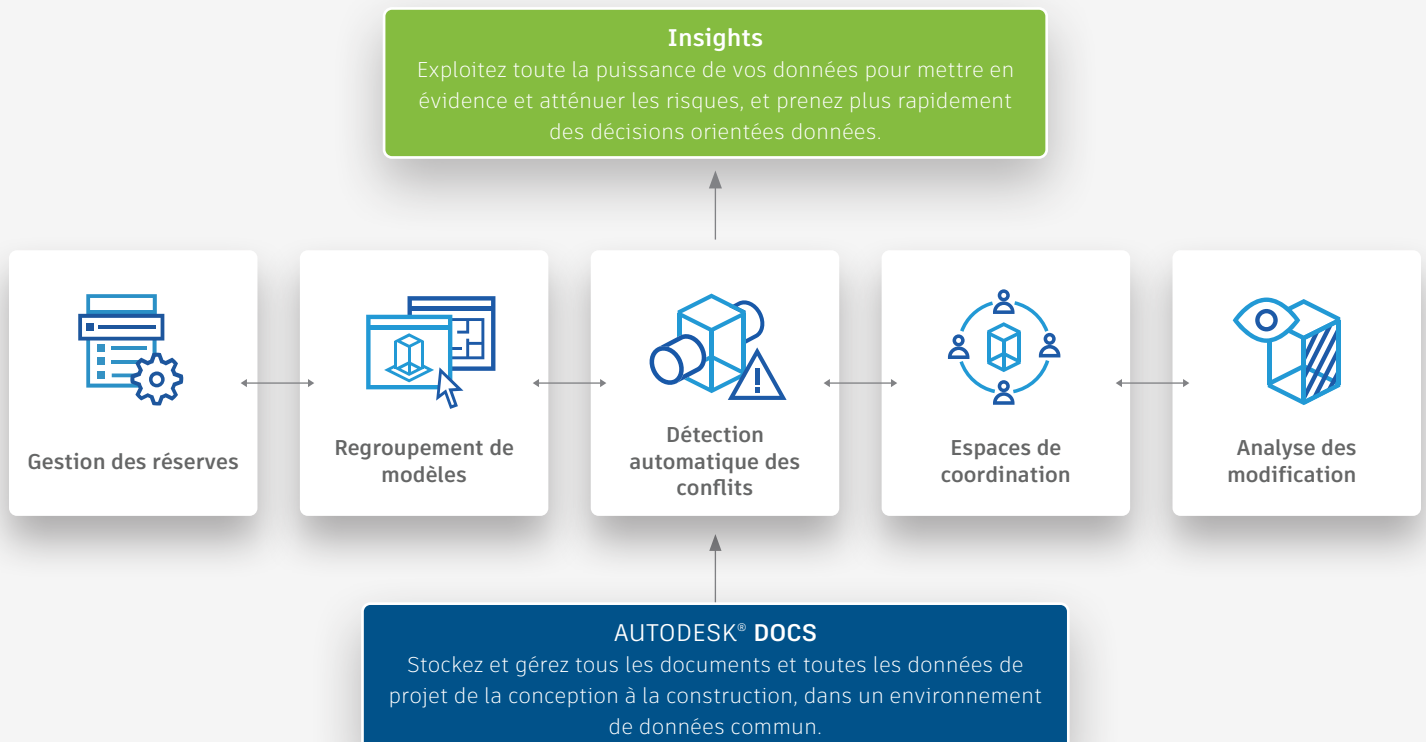 Insights
Exploitez toute la puissance de vos données pour mettre en
évidence et atténuer les risques, et prenez plus rapidement
des décisions orientées données.
Gestion des réserves
Regroupement de
modèles
Détection
automatique des
conflits
Espaces de
coordination
Analyse des
modification
AUTODESK® DOCS
Stockez et gérez tous les documents et toutes les données de
projet de la conception à la construction, dans un environnement
de données commun.